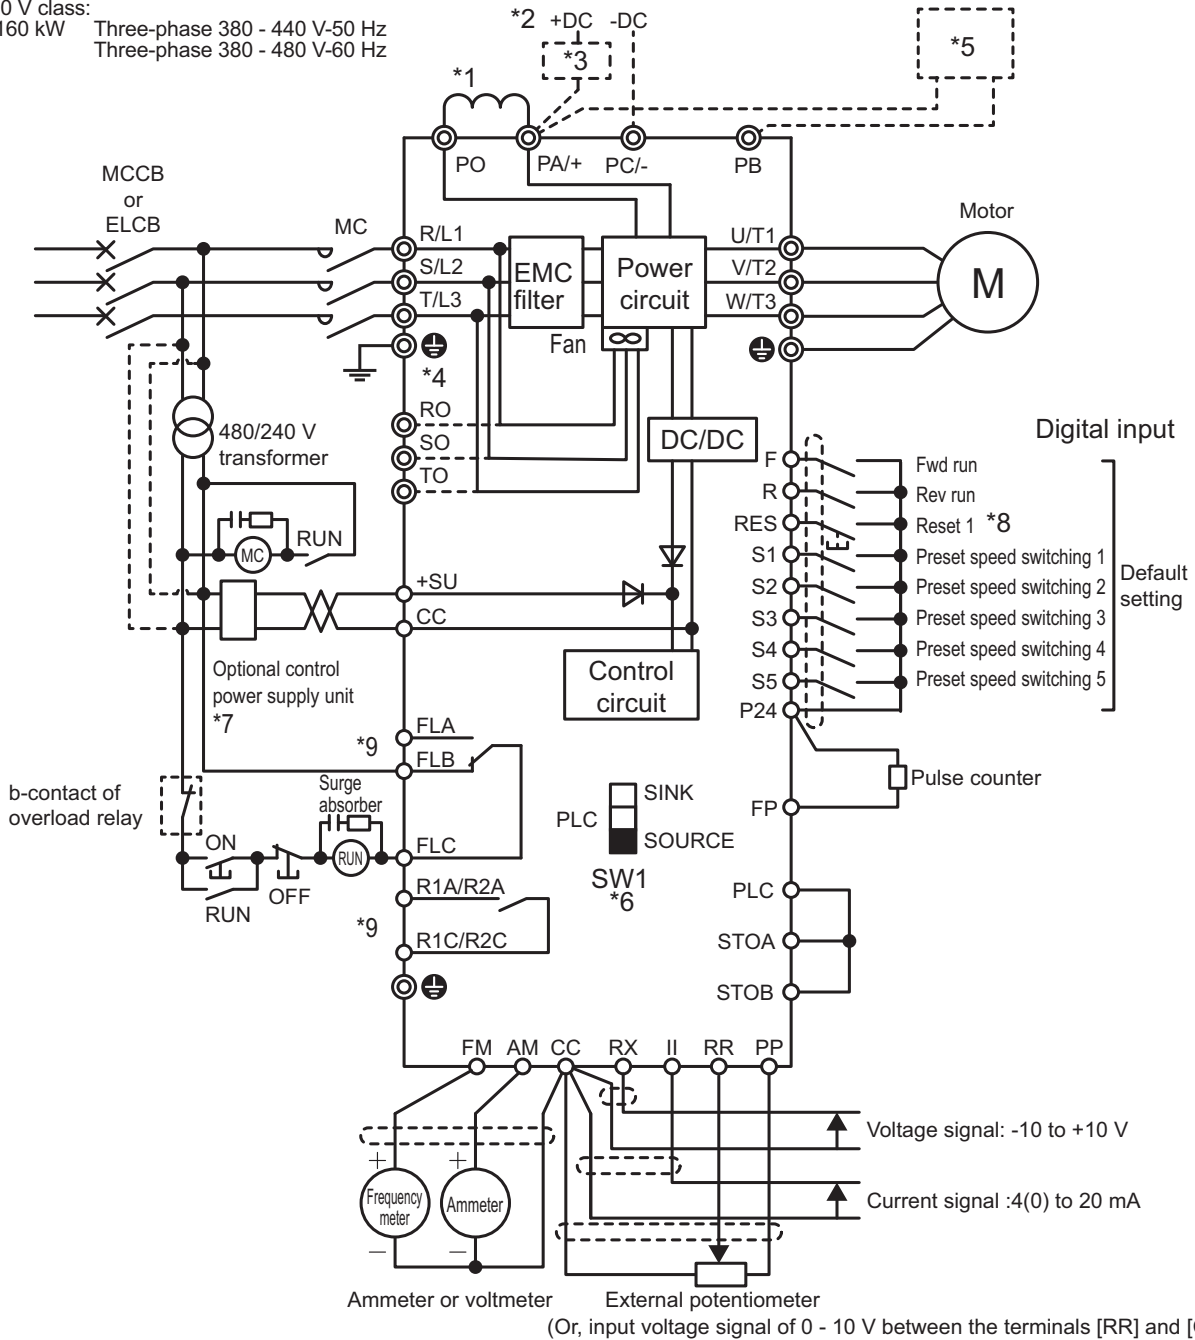 0 V class:
160 kW Three-phase 380 - 440 V-50 Hz
Three-phase 380 - 480 V-60 Hz
*2 +DC -DC
*3
*5
*1
PO PA/+ PC/- PB
MCCB
or
ELCB
MC
R/L1
S/L2
T/L3
EMC
filter
Power
circuit
Fan
U/T1
V/T2
W/T3
Motor
M
*4
RO
SO
TO
480/240 V
transformer
DC/DC
MC
RUN
+SU
CC
Optional control
power supply unit
*7
Control
circuit
Digital input
F Fwd run
R Rev run
RES Reset 1 *8
S1 Preset speed switching 1
S2 Preset speed switching 2
S3 Preset speed switching 3
S4 Preset speed switching 4
S5 Preset speed switching 5
P24
Default
setting
*9
FLA
FLB
FLC
b-contact of
overload relay
Surge
absorber
ON
OFF
RUN
RUN
PLC
SINK
SOURCE
SW1
*6
Pulse counter
FP
*9
R1A/R2A
R1C/R2C
PLC
STOA
STOB
FM AM CC RX II RR PP
Voltage signal: -10 to +10 V
Current signal :4(0) to 20 mA
+
Frequency
meter
−
+
Ammeter
−
Ammeter or voltmeter
External potentiometer
(Or, input voltage signal of 0 - 10 V between the terminals [RR] and [